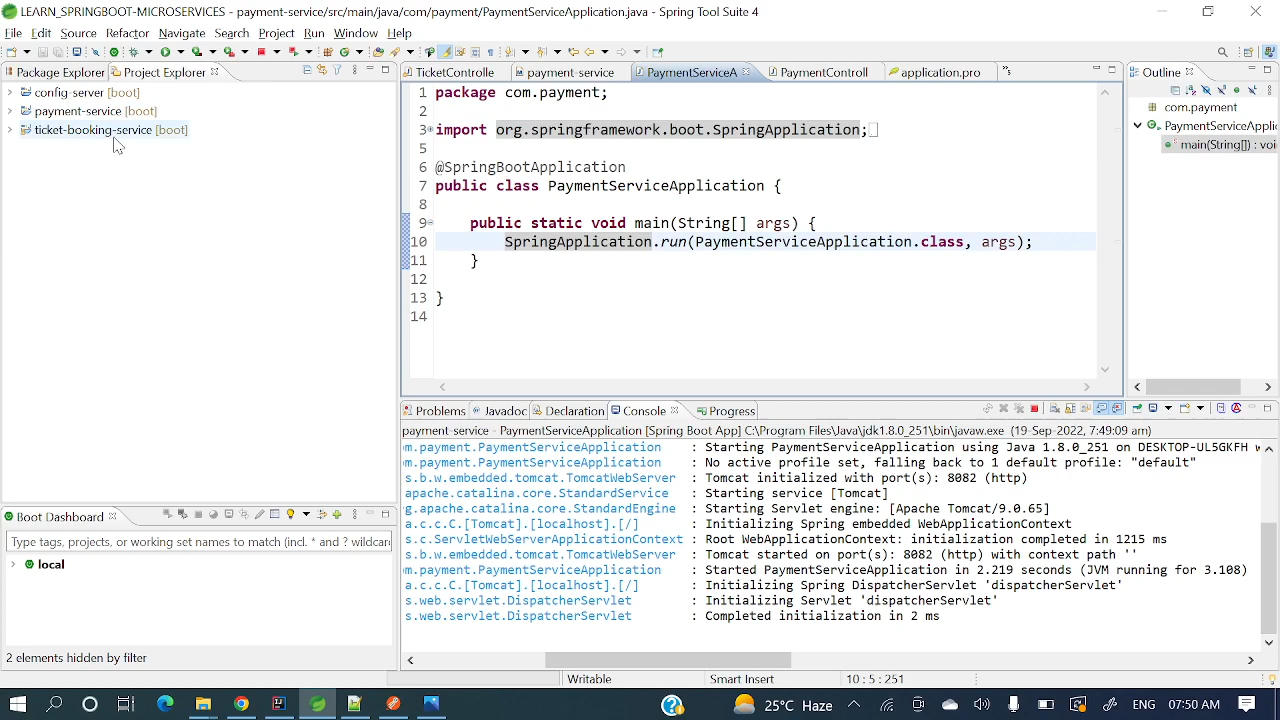 LEARN_SPRINGBOOT-MICROSERVICES - payment-service/src/main/java/com/payment/PaymentServiceApplication.java - Spring Tool Suite 4
File Edit Source Refactor Navigate Search Project Run Window Help
Package Explorer Project Explorer
config-server [boot]
payment-service [boot]
ticket-booking-service [boot]
TicketControlle payment-service PaymentServiceA PaymentControll application.pro
1 package com.payment;
2
3 import org.springframework.boot.SpringApplication;
5
6 @SpringBootApplication
7 public class PaymentServiceApplication {
8
9 public static void main(String[] args) {
10 SpringApplication.run(PaymentServiceApplication.class, args);
11 }
12
13 }
14
Outline
com.payment
PaymentServiceApplic
main(String[]) : voi
Boot Dashboard
Type tags, projects, or working set names to match (incl. * and ? wildcar
local
2 elements hidden by filter
Problems Javadoc Declaration Console Progress
payment-service - PaymentServiceApplication [Spring Boot App] C:\Program Files\Java\jdk1.8.0_251\bin\javaw.exe (19-Sep-2022, 7:49:09 am)
m.payment.PaymentServiceApplication : Starting PaymentServiceApplication using Java 1.8.0_251 on DESKTOP-UL5GKFH w
m.payment.PaymentServiceApplication : No active profile set, falling back to 1 default profile: "default"
s.b.w.embedded.tomcat.TomcatWebServer : Tomcat initialized with port(s): 8082 (http)
apache.catalina.core.StandardService : Starting service [Tomcat]
rg.apache.catalina.core.StandardEngine : Starting Servlet engine: [Apache Tomcat/9.0.65]
a.c.c.C.[Tomcat].[localhost].[/] : Initializing Spring embedded WebApplicationContext
s.c.ServletWebServerApplicationContext : Root WebApplicationContext: initialization completed in 1215 ms
s.b.w.embedded.tomcat.TomcatWebServer : Tomcat started on port(s): 8082 (http) with context path ''
m.payment.PaymentServiceApplication : Started PaymentServiceApplication in 2.219 seconds (JVM running for 3.108)
a.c.c.C.[Tomcat].[localhost].[/] : Initializing Spring DispatcherServlet 'dispatcherServlet'
s.web.servlet.DispatcherServlet : Initializing Servlet 'dispatcherServlet'
s.web.servlet.DispatcherServlet : Completed initialization in 2 ms
Writable Smart Insert 10 : 5 : 251
25°C Haze 07:50 AM